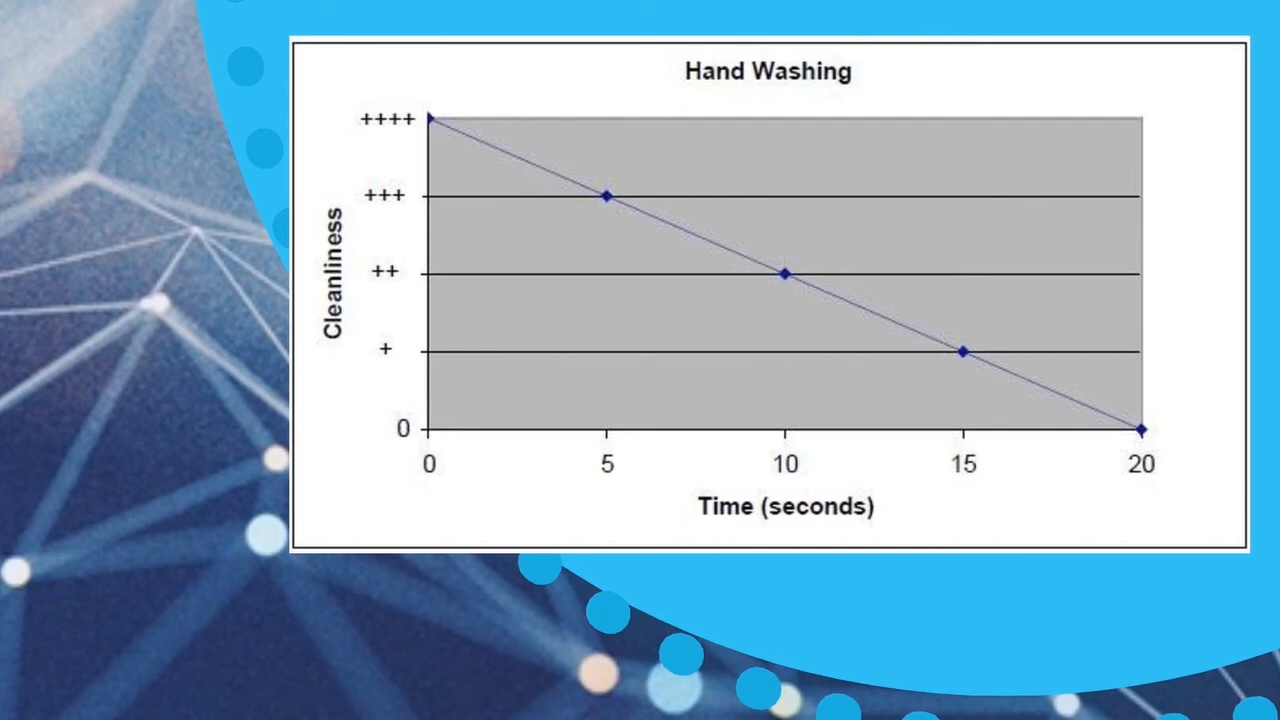 Hand Washing
++++
+++
++
+
0
Cleanliness
0 5 10 15 20
Time (seconds)